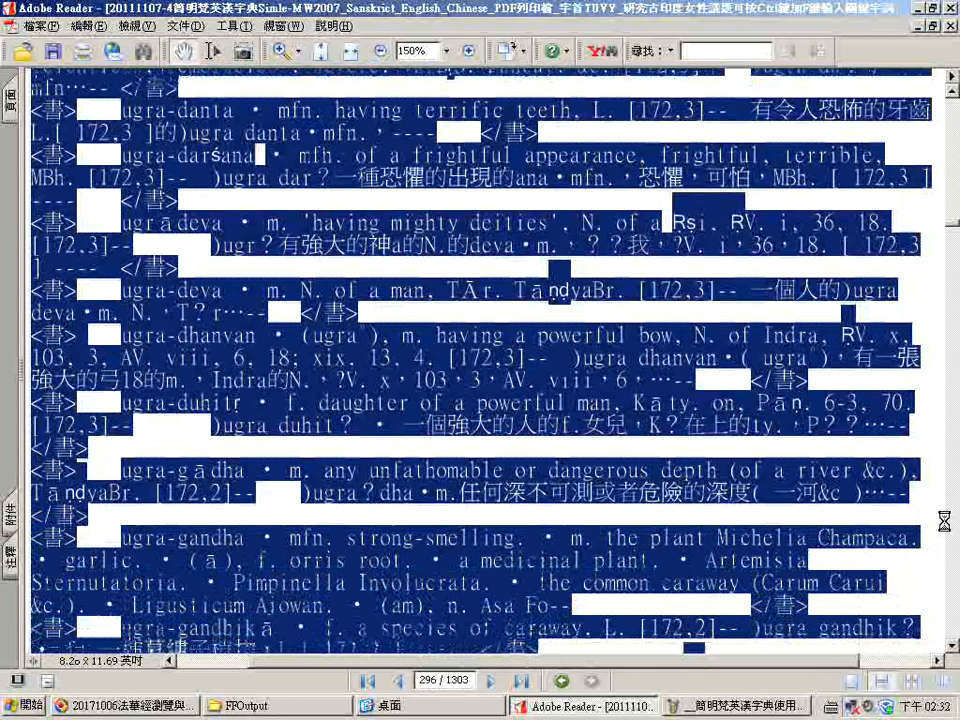 Adobe Reader - [20111107-4簡明梵英漢字典Simle-MW2007_Sanskrit_English_Chinese_PDF列印檔_字首TUVY_研究古印度女性議
檔案(F) 編輯(E) 檢視(V) 文件(D) 工具(T) 視窗(W) 說明(H)
150% Y! 尋找：
頁面
附件
注釋
mfn…-- </書>
<書> ugra-danta · mfn. having terrific teeth, L. [172,3]-- 有令人恐怖的牙齒
L.[ 172,3 ]的)ugra danta·mfn.，---- </書>
<書> ugra-darśana · mfn. of a frightful appearance, frightful, terrible,
MBh. [172,3]-- )ugra dar？一種恐懼的出現的ana·mfn.，恐懼，可怕，MBh. [ 172,3 ]
---- </書>
<書> ugrādeva · m. 'having mighty deities', N. of a Ṛṣi. ṚV. i, 36, 18.
[172,3]-- )ugr？有強大的神a的N.的deva·m.，？？我，?V. i，36，18. [ 172,3
] ---- </書>
<書> ugra-deva · m. N. of a man, TĀr. TāṇḍyaBr. [172,3]-- 一個人的)ugra
deva·m. N.，T？r…-- </書>
<書> ugra-dhanvan · (ugra°), m. having a powerful bow, N. of Indra, ṚV. x,
103, 3, AV. viii, 6, 18; xix, 13, 4. [172,3]-- )ugra dhanvan·( ugra°)，有一張
強大的弓18的m.，Indra的N.，?V. x，103，3，AV. viii，6，…-- </書>
<書> ugra-duhitṛ · f. daughter of a powerful man, Kāty. on, Pāṇ. 6-3, 70.
[172,3]-- )ugra duhit？ · 一個強大的人的f.女兒，K？在上的ty.，P？？…--
</書>
<書> ugra-gādha · m. any unfathomable or dangerous depth (of a river &c.),
TāṇḍyaBr. [172,2]-- )ugra？dha·m.任何深不可測或者危險的深度( 一河&c )…--
</書>
<書> ugra-gandha · mfn. strong-smelling. · m. the plant Michelia Champaca.
· garlic. · (ā), f. orris root. a medicinal plant. · Artemisia
Sternutatoria. · Pimpinella Involucrata. · the common caraway (Carum Carui
&c.). · Ligusticum Ajowan. · (am), n. Asa Fo-- </書>
<書> ugra-gandhikā · f. a species of caraway, L. [172,2]-- )ugra gandhik？
8.26 x 11.69 英吋
296 / 1303
開始 20171006法華經瀏覽與... FFOutput 桌面 Adobe Reader - [201110... __簡明梵英漢字典使用... 下午 02:32